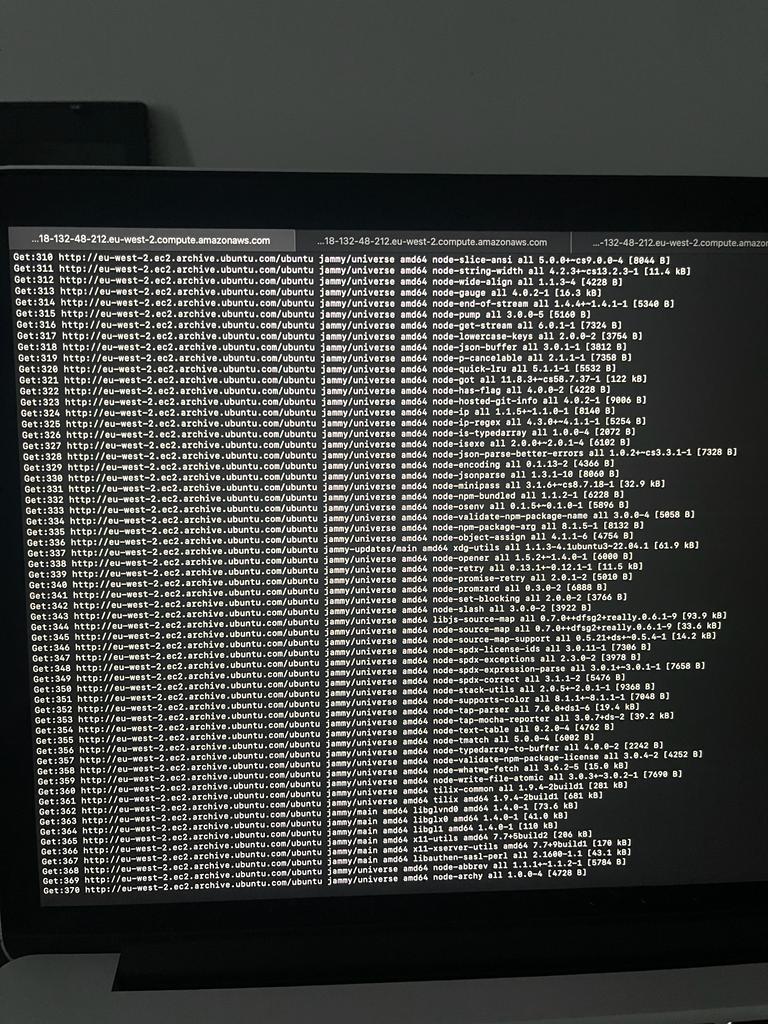 ...18-132-48-212.eu-west-2.compute.amazonaws.com ...18-132-48-212.eu-west-2.compute.amazonaws.com ...-132-48-212.eu-west-2.compute.amazon
Get:310 http://eu-west-2.ec2.archive.ubuntu.com/ubuntu jammy/universe amd64 node-slice-ansi all 5.0.0+~cs9.0.0-4 [8044 B]
Get:311 http://eu-west-2.ec2.archive.ubuntu.com/ubuntu jammy/universe amd64 node-string-width all 4.2.3+~cs13.2.3-1 [11.4 kB]
Get:312 http://eu-west-2.ec2.archive.ubuntu.com/ubuntu jammy/universe amd64 node-wide-align all 1.1.3-4 [4228 B]
Get:313 http://eu-west-2.ec2.archive.ubuntu.com/ubuntu jammy/universe amd64 node-gauge all 4.0.2-1 [16.3 kB]
Get:314 http://eu-west-2.ec2.archive.ubuntu.com/ubuntu jammy/universe amd64 node-end-of-stream all 1.4.4+~1.4.1-1 [5340 B]
Get:315 http://eu-west-2.ec2.archive.ubuntu.com/ubuntu jammy/universe amd64 node-pump all 3.0.0-5 [5160 B]
Get:316 http://eu-west-2.ec2.archive.ubuntu.com/ubuntu jammy/universe amd64 node-get-stream all 6.0.1-1 [7324 B]
Get:317 http://eu-west-2.ec2.archive.ubuntu.com/ubuntu jammy/universe amd64 node-lowercase-keys all 2.0.0-2 [3754 B]
Get:318 http://eu-west-2.ec2.archive.ubuntu.com/ubuntu jammy/universe amd64 node-json-buffer all 3.0.1-1 [3812 B]
Get:319 http://eu-west-2.ec2.archive.ubuntu.com/ubuntu jammy/universe amd64 node-p-cancelable all 2.1.1-1 [7358 B]
Get:320 http://eu-west-2.ec2.archive.ubuntu.com/ubuntu jammy/universe amd64 node-quick-lru all 5.1.1-1 [5532 B]
Get:321 http://eu-west-2.ec2.archive.ubuntu.com/ubuntu jammy/universe amd64 node-got all 11.8.3+~cs58.7.37-1 [122 kB]
Get:322 http://eu-west-2.ec2.archive.ubuntu.com/ubuntu jammy/universe amd64 node-has-flag all 4.0.0-2 [4228 B]
Get:323 http://eu-west-2.ec2.archive.ubuntu.com/ubuntu jammy/universe amd64 node-hosted-git-info all 4.0.2-1 [9006 B]
Get:324 http://eu-west-2.ec2.archive.ubuntu.com/ubuntu jammy/universe amd64 node-ip all 1.1.5+~1.1.0-1 [8140 B]
Get:325 http://eu-west-2.ec2.archive.ubuntu.com/ubuntu jammy/universe amd64 node-ip-regex all 4.3.0+~4.1.1-1 [5254 B]
Get:326 http://eu-west-2.ec2.archive.ubuntu.com/ubuntu jammy/universe amd64 node-is-typedarray all 1.0.0-4 [2072 B]
Get:327 http://eu-west-2.ec2.archive.ubuntu.com/ubuntu jammy/universe amd64 node-isexe all 2.0.0+~2.0.1-4 [6102 B]
Get:328 http://eu-west-2.ec2.archive.ubuntu.com/ubuntu jammy/universe amd64 node-json-parse-better-errors all 1.0.2+~cs3.3.1-1 [7328 B]
Get:329 http://eu-west-2.ec2.archive.ubuntu.com/ubuntu jammy/universe amd64 node-encoding all 0.1.13-2 [4366 B]
Get:330 http://eu-west-2.ec2.archive.ubuntu.com/ubuntu jammy/universe amd64 node-jsonparse all 1.3.1-10 [8060 B]
Get:331 http://eu-west-2.ec2.archive.ubuntu.com/ubuntu jammy/universe amd64 node-minipass all 3.1.6+~cs8.7.18-1 [32.9 kB]
Get:332 http://eu-west-2.ec2.archive.ubuntu.com/ubuntu jammy/universe amd64 node-npm-bundled all 1.1.2-1 [6228 B]
Get:333 http://eu-west-2.ec2.archive.ubuntu.com/ubuntu jammy/universe amd64 node-osenv all 0.1.5+~0.1.0-1 [5896 B]
Get:334 http://eu-west-2.ec2.archive.ubuntu.com/ubuntu jammy/universe amd64 node-validate-npm-package-name all 3.0.0-4 [5058 B]
Get:335 http://eu-west-2.ec2.archive.ubuntu.com/ubuntu jammy/universe amd64 node-npm-package-arg all 8.1.5-1 [8132 B]
Get:336 http://eu-west-2.ec2.archive.ubuntu.com/ubuntu jammy/universe amd64 node-object-assign all 4.1.1-6 [4754 B]
Get:337 http://eu-west-2.ec2.archive.ubuntu.com/ubuntu jammy-updates/main amd64 xdg-utils all 1.1.3-4.1ubuntu3~22.04.1 [61.9 kB]
Get:338 http://eu-west-2.ec2.archive.ubuntu.com/ubuntu jammy/universe amd64 node-opener all 1.5.2+~1.4.0-1 [6000 B]
Get:339 http://eu-west-2.ec2.archive.ubuntu.com/ubuntu jammy/universe amd64 node-retry all 0.13.1+~0.12.1-1 [11.5 kB]
Get:340 http://eu-west-2.ec2.archive.ubuntu.com/ubuntu jammy/universe amd64 node-promise-retry all 2.0.1-2 [5010 B]
Get:341 http://eu-west-2.ec2.archive.ubuntu.com/ubuntu jammy/universe amd64 node-promzard all 0.3.0-2 [6888 B]
Get:342 http://eu-west-2.ec2.archive.ubuntu.com/ubuntu jammy/universe amd64 node-set-blocking all 2.0.0-2 [3766 B]
Get:343 http://eu-west-2.ec2.archive.ubuntu.com/ubuntu jammy/universe amd64 node-slash all 3.0.0-2 [3922 B]
Get:344 http://eu-west-2.ec2.archive.ubuntu.com/ubuntu jammy/universe amd64 libjs-source-map all 0.7.0++dfsg2+really.0.6.1-9 [93.9 kB]
Get:345 http://eu-west-2.ec2.archive.ubuntu.com/ubuntu jammy/universe amd64 node-source-map all 0.7.0++dfsg2+really.0.6.1-9 [33.6 kB]
Get:346 http://eu-west-2.ec2.archive.ubuntu.com/ubuntu jammy/universe amd64 node-source-map-support all 0.5.21+ds+~0.5.4-1 [14.2 kB]
Get:347 http://eu-west-2.ec2.archive.ubuntu.com/ubuntu jammy/universe amd64 node-spdx-license-ids all 3.0.11-1 [7306 B]
Get:348 http://eu-west-2.ec2.archive.ubuntu.com/ubuntu jammy/universe amd64 node-spdx-exceptions all 2.3.0-2 [3978 B]
Get:349 http://eu-west-2.ec2.archive.ubuntu.com/ubuntu jammy/universe amd64 node-spdx-expression-parse all 3.0.1+~3.0.1-1 [7658 B]
Get:350 http://eu-west-2.ec2.archive.ubuntu.com/ubuntu jammy/universe amd64 node-spdx-correct all 3.1.1-2 [5476 B]
Get:351 http://eu-west-2.ec2.archive.ubuntu.com/ubuntu jammy/universe amd64 node-stack-utils all 2.0.5+~2.0.1-1 [9368 B]
Get:352 http://eu-west-2.ec2.archive.ubuntu.com/ubuntu jammy/universe amd64 node-supports-color all 8.1.1+~8.1.1-1 [7048 B]
Get:353 http://eu-west-2.ec2.archive.ubuntu.com/ubuntu jammy/universe amd64 node-tap-parser all 7.0.0+ds1-6 [19.4 kB]
Get:354 http://eu-west-2.ec2.archive.ubuntu.com/ubuntu jammy/universe amd64 node-tap-mocha-reporter all 3.0.7+ds-2 [39.2 kB]
Get:355 http://eu-west-2.ec2.archive.ubuntu.com/ubuntu jammy/universe amd64 node-text-table all 0.2.0-4 [4762 B]
Get:356 http://eu-west-2.ec2.archive.ubuntu.com/ubuntu jammy/universe amd64 node-tmatch all 5.0.0-4 [6002 B]
Get:357 http://eu-west-2.ec2.archive.ubuntu.com/ubuntu jammy/universe amd64 node-typedarray-to-buffer all 4.0.0-2 [2242 B]
Get:358 http://eu-west-2.ec2.archive.ubuntu.com/ubuntu jammy/universe amd64 node-validate-npm-package-license all 3.0.4-2 [4252 B]
Get:359 http://eu-west-2.ec2.archive.ubuntu.com/ubuntu jammy/universe amd64 node-whatwg-fetch all 3.6.2-5 [15.0 kB]
Get:360 http://eu-west-2.ec2.archive.ubuntu.com/ubuntu jammy/universe amd64 node-write-file-atomic all 3.0.3+~3.0.2-1 [7690 B]
Get:361 http://eu-west-2.ec2.archive.ubuntu.com/ubuntu jammy/universe amd64 tilix-common all 1.9.4-2build1 [281 kB]
Get:362 http://eu-west-2.ec2.archive.ubuntu.com/ubuntu jammy/universe amd64 tilix amd64 1.9.4-2build1 [681 kB]
Get:363 http://eu-west-2.ec2.archive.ubuntu.com/ubuntu jammy/main amd64 libglvnd0 amd64 1.4.0-1 [73.6 kB]
Get:364 http://eu-west-2.ec2.archive.ubuntu.com/ubuntu jammy/main amd64 libglx0 amd64 1.4.0-1 [41.0 kB]
Get:365 http://eu-west-2.ec2.archive.ubuntu.com/ubuntu jammy/main amd64 libgl1 amd64 1.4.0-1 [110 kB]
Get:366 http://eu-west-2.ec2.archive.ubuntu.com/ubuntu jammy/main amd64 x11-utils amd64 7.7+5build2 [206 kB]
Get:367 http://eu-west-2.ec2.archive.ubuntu.com/ubuntu jammy/main amd64 x11-xserver-utils amd64 7.7+9build1 [170 kB]
Get:368 http://eu-west-2.ec2.archive.ubuntu.com/ubuntu jammy/main amd64 libauthen-sasl-perl all 2.1600-1.1 [43.1 kB]
Get:369 http://eu-west-2.ec2.archive.ubuntu.com/ubuntu jammy/universe amd64 node-abbrev all 1.1.1+~1.1.2-1 [5784 B]
Get:370 http://eu-west-2.ec2.archive.ubuntu.com/ubuntu jammy/universe amd64 node-archy all 1.0.0-4 [4728 B]